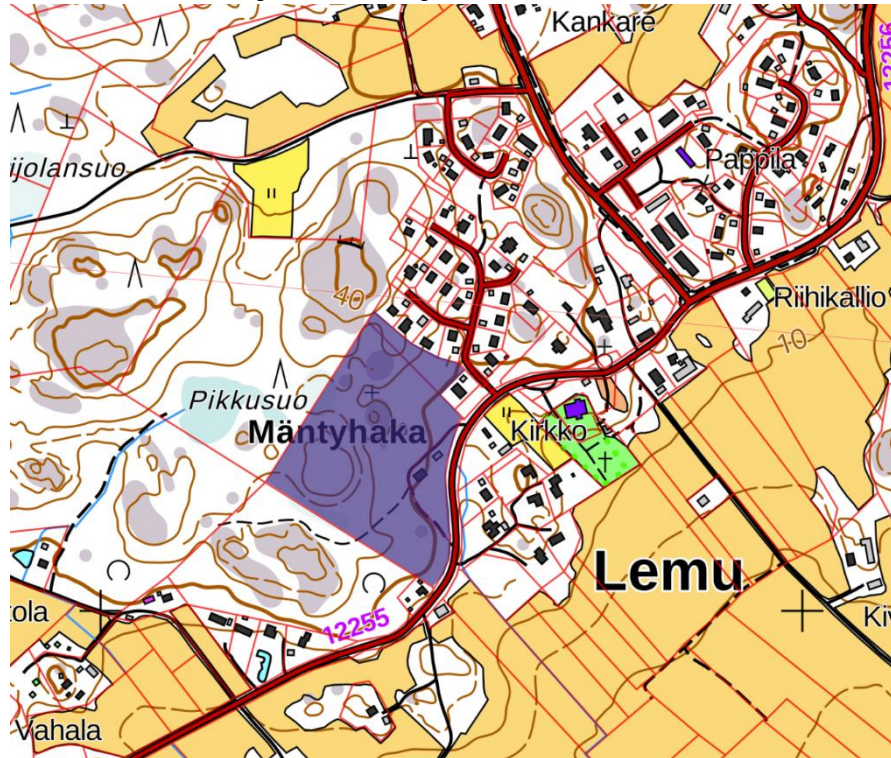 Kankare
12256
ijolansuo
Pappila
40
Riihikallio
10
Pikkusuo
Mäntyhaka
Kirkko
Lemu
12255
kola
Kiv
Vahala